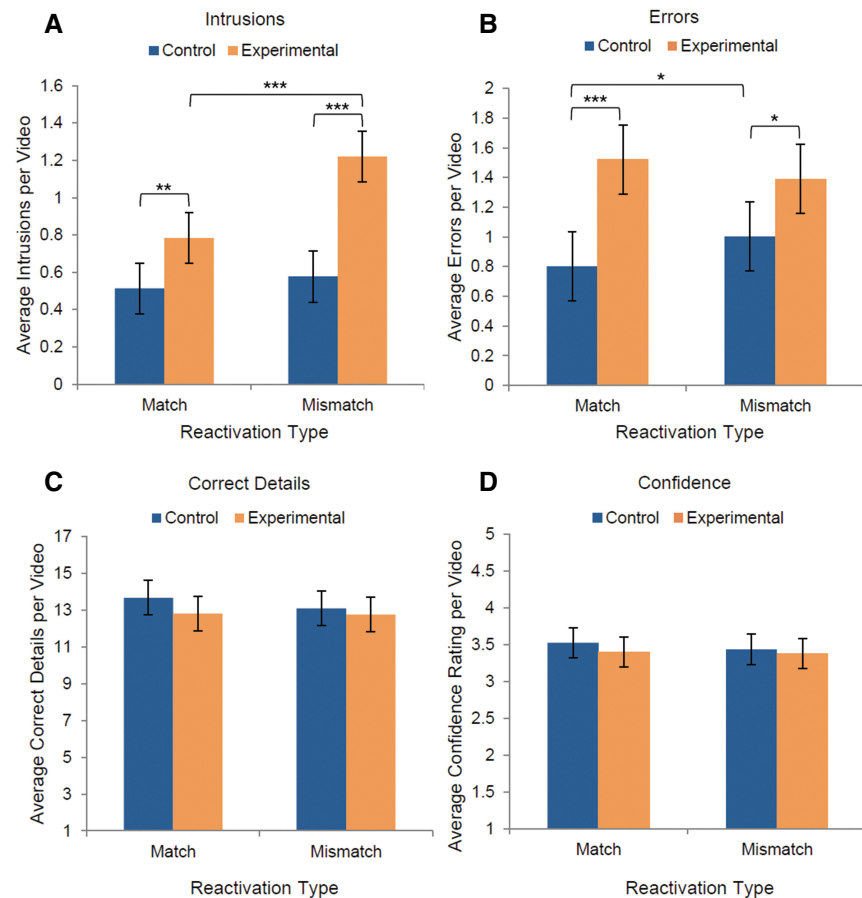 A
Intrusions
Control Experimental
Average Intrusions per Video
1.6
1.4
1.2
1
0.8
0.6
0.4
0.2
0
***
***
**
Match Mismatch
Reactivation Type
B
Errors
Control Experimental
Average Errors per Video
2
1.8
1.6
1.4
1.2
1
0.8
0.6
0.4
0.2
0
*
***
*
Match Mismatch
Reactivation Type
C
Correct Details
Control Experimental
Average Correct Details per Video
17
15
13
11
9
7
5
3
1
Match Mismatch
Reactivation Type
D
Confidence
Control Experimental
Average Confidence Rating per Video
5
4.5
4
3.5
3
2.5
2
1.5
1
Match Mismatch
Reactivation Type